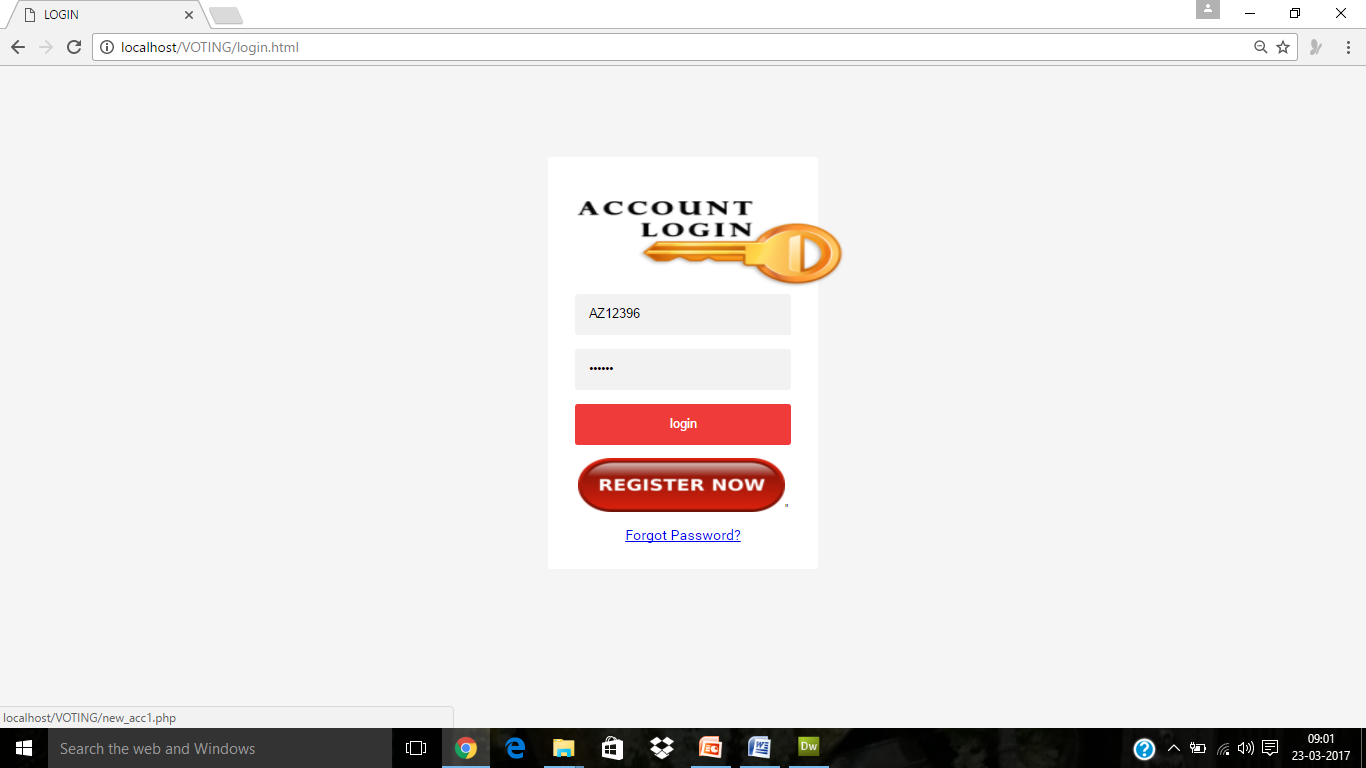 LOGIN
localhost/VOTING/login.html
ACCOUNT
LOGIN
AZ12396
••••••
login
REGISTER NOW "
Forgot Password?
localhost/VOTING/new_acc1.php
Search the web and Windows
Dw
09:01
23-03-2017